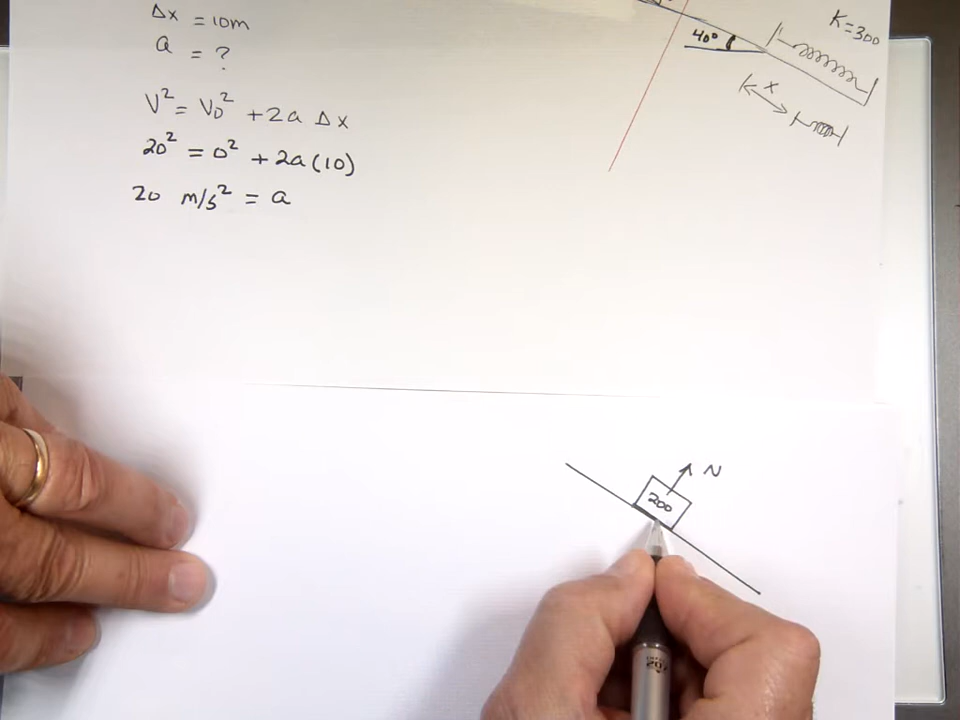 Δx = 10m
a = ?
V² = V₀² + 2a Δx
20² = 0² + 2a(10)
20 m/s² = a
K=300
40°
x
N
200